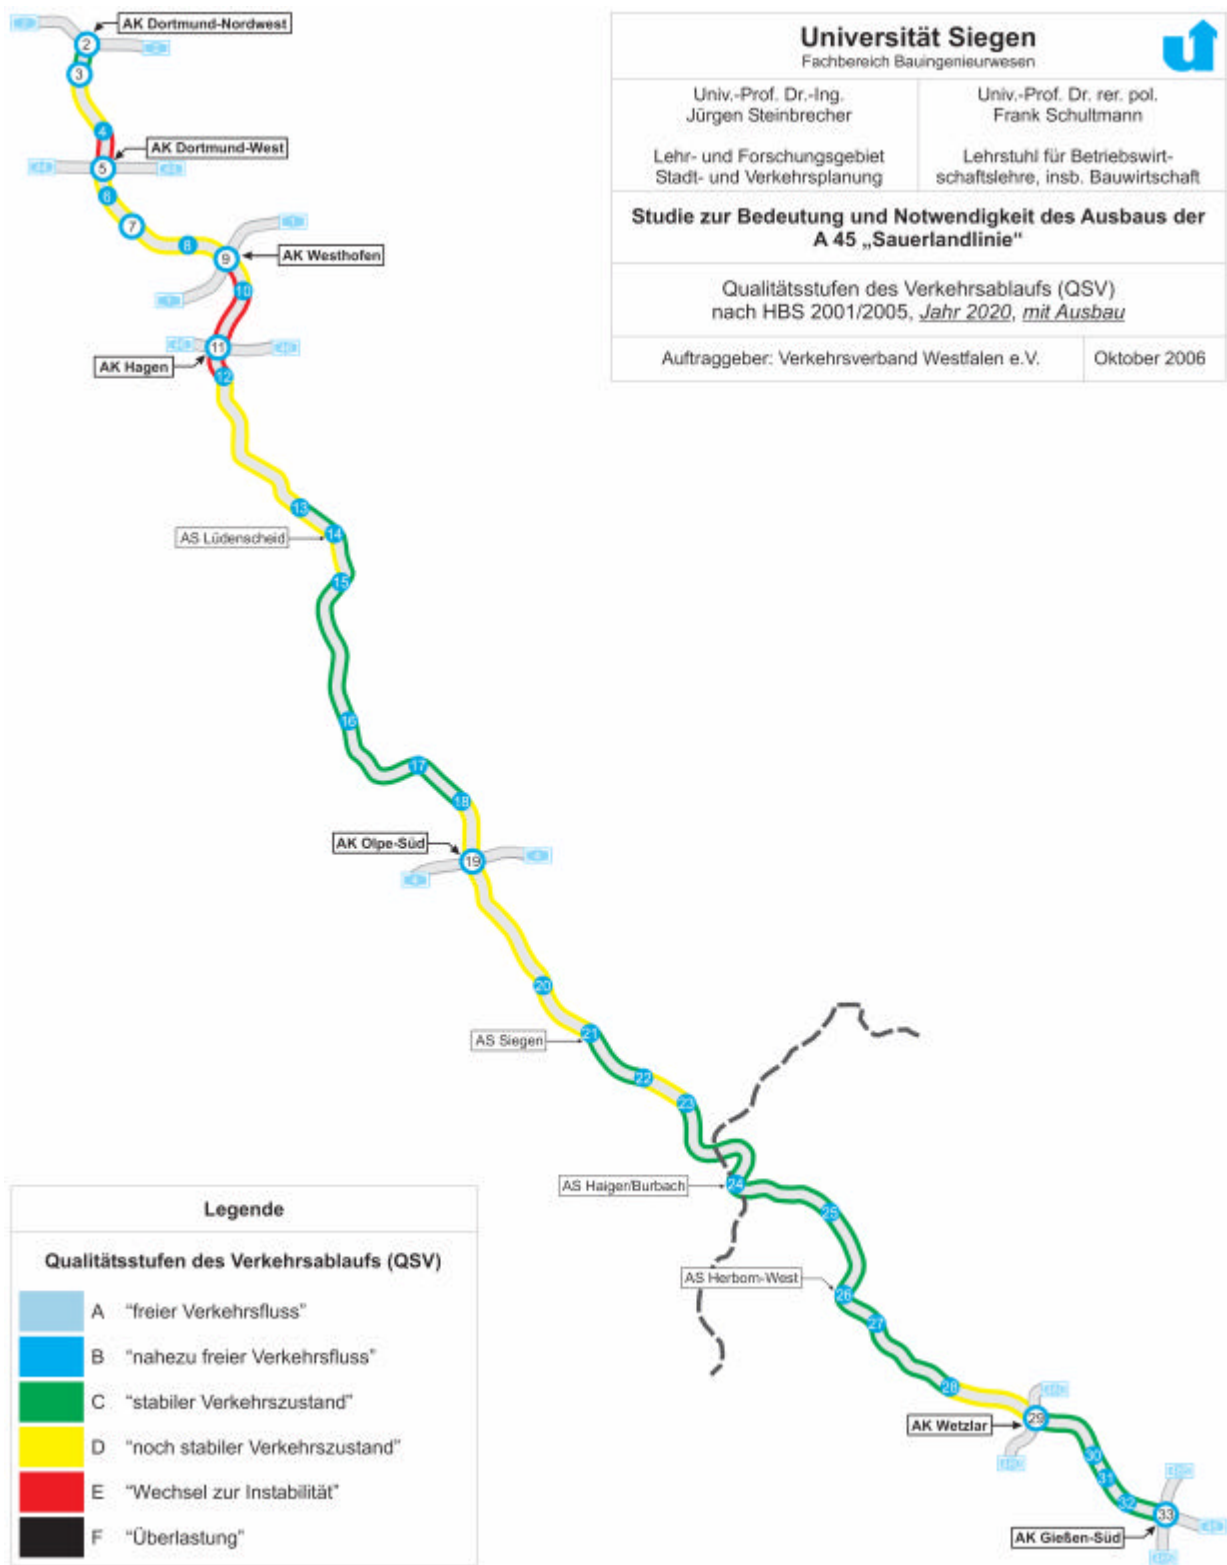 Universität Siegen
Fachbereich Bauingenieurwesen
Univ.-Prof. Dr.-Ing.
Jürgen Steinbrecher
Lehr- und Forschungsgebiet
Stadt- und Verkehrsplanung
Univ.-Prof. Dr. rer. pol.
Frank Schultmann
Lehrstuhl für Betriebswirt-
schaftslehre, insb. Bauwirtschaft
Studie zur Bedeutung und Notwendigkeit des Ausbaus der
A 45 „Sauerlandlinie“
Qualitätsstufen des Verkehrsablaufs (QSV)
nach HBS 2001/2005, Jahr 2020, mit Ausbau
Auftraggeber: Verkehrsverband Westfalen e.V.
Oktober 2006
AK Dortmund-Nordwest
2
3
4
AK Dortmund-West
5
6
7
8
9
AK Westhofen
10
11
AK Hagen
12
13
AS Lüdenscheid
14
15
16
17
18
AK Olpe-Süd
19
20
AS Siegen
21
22
23
AS Haiger/Burbach
24
25
AS Herborn-West
26
27
28
AK Wetzlar
29
30
31
32
33
AK Gießen-Süd
Legende
Qualitätsstufen des Verkehrsablaufs (QSV)
A “freier Verkehrsfluss”
B “nahezu freier Verkehrsfluss”
C “stabiler Verkehrszustand”
D “noch stabiler Verkehrszustand”
E “Wechsel zur Instabilität”
F “Überlastung”